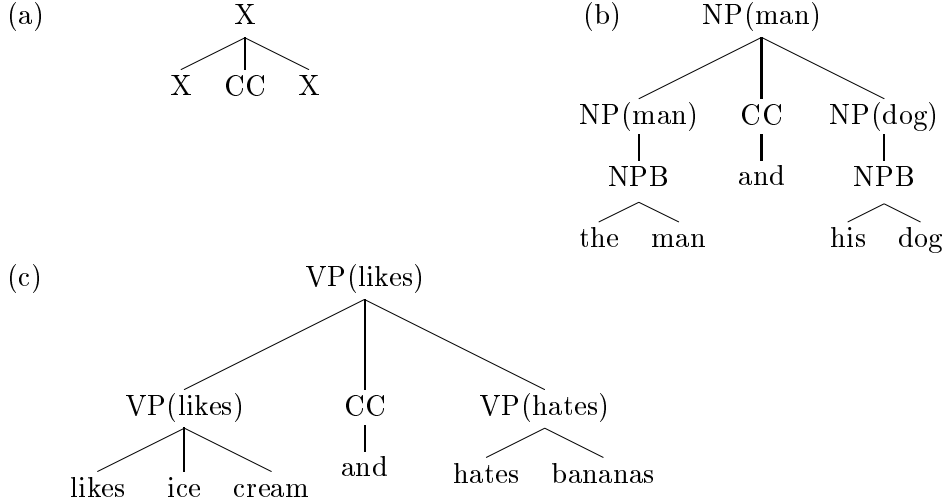 (a)
X
X CC X
(b)
NP(man)
NP(man) CC NP(dog)
NPB and NPB
the man his dog
(c)
VP(likes)
VP(likes) CC VP(hates)
likes ice cream and hates bananas